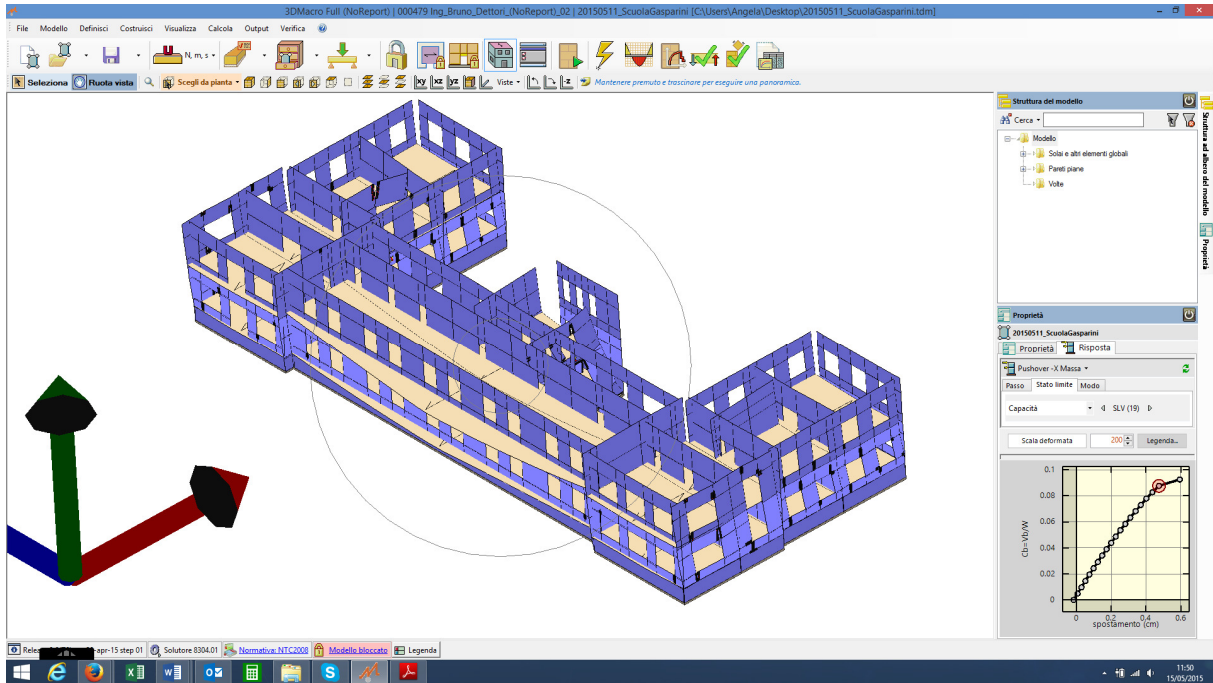 3DMacro Full (NoReport) | 000479 Ing_Bruno_Dettori_(NoReport)_02 | 20150511_ScuolaGasparini [C:\Users\Angela\Desktop\20150511_ScuolaGasparini.tdm]
File Modello Definisci Costruisci Visualizza Calcola Output Verifica
N, m, s
Seleziona Ruota vista Scegli da pianta xy xz yz Viste -z Mantenere premuto e trascinare per eseguire una panoramica.
Struttura del modello
Cerca
Modello
Solai e altri elementi globali
Pareti piane
Volte
Struttura ad albero del modello
Proprietà
Proprietà
20150511_ScuolaGasparini
Proprietà Risposta
Pushover -X Massa
Passo Stato limite Modo
Capacità SLV (19)
Scala deformata 200 Legenda...
0.1
0.08
0.06
0.04
0.02
0
Cb=Vb/W
0 0.2 0.4 0.6
spostamento (cm)
apr-15 step 01 Solutore 8304.01 Normativa: NTC2008 Modello bloccato Legenda
11:50
15/05/2015